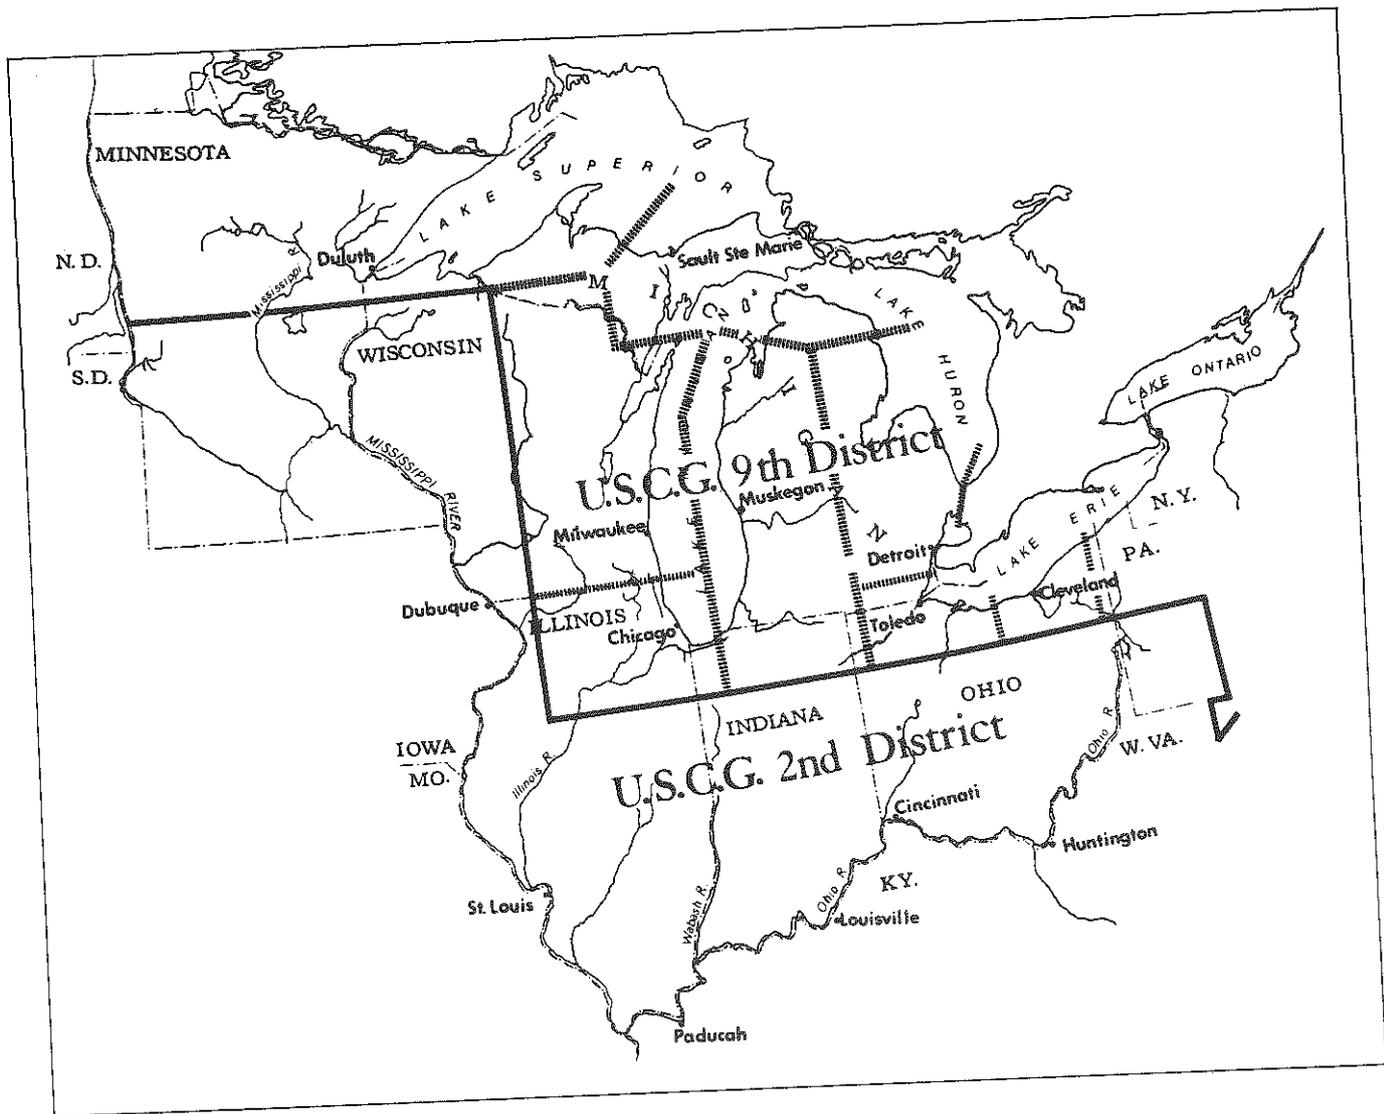 MINNESOTA
LAKE SUPERIOR
N. D.
Duluth
Mississippi R.
Sault Ste Marie
MICHIGAN
LAKE HURON
S.D.
WISCONSIN
LAKE ONTARIO
MISSISSIPPI RIVER
U.S.C.G. 9th District
Muskegon
Milwaukee
LAKE ERIE
N.Y.
Detroit
PA.
Dubuque
Cleveland
ILLINOIS
Chicago
Toledo
OHIO
INDIANA
IOWA
MO.
Ohio R.
W. VA.
U.S.C.G. 2nd District
Illinois R.
Cincinnati
Huntington
KY.
Ohio R.
St. Louis
Wabash R.
Louisville
Paducah